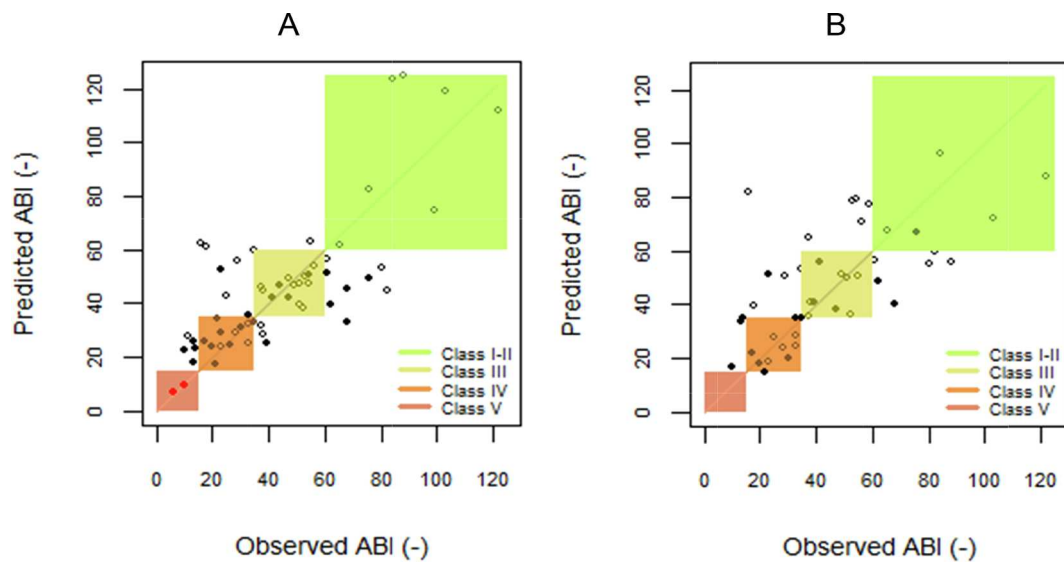 A
B
Predicted ABI (-)
120
100
80
60
40
20
0
Class I-II
Class III
Class IV
Class V
0 20 40 60 80 100 120
Observed ABI (-)
Predicted ABI (-)
120
100
80
60
40
20
0
Class I-II
Class III
Class IV
Class V
0 20 40 60 80 100 120
Observed ABI (-)